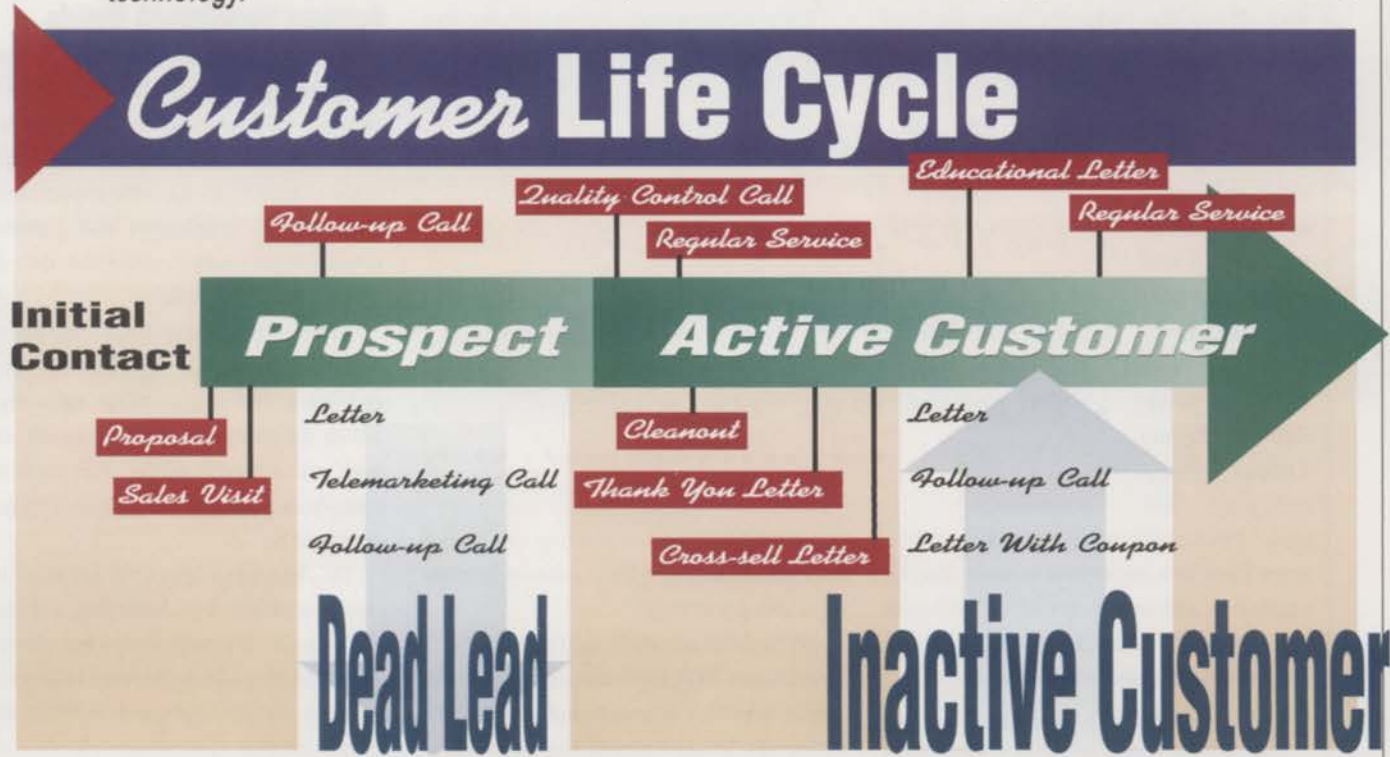 technology.
Customer Life Cycle
Educational Letter
Quality Control Call
Regular Service
Follow-up Call
Regular Service
Initial
Contact
Prospect
Active Customer
Proposal
Sales Visit
Letter
Telemarketing Call
Follow-up Call
Dead Lead
Cleanout
Thank You Letter
Cross-sell Letter
Letter
Follow-up Call
Letter With Coupon
Inactive Customer